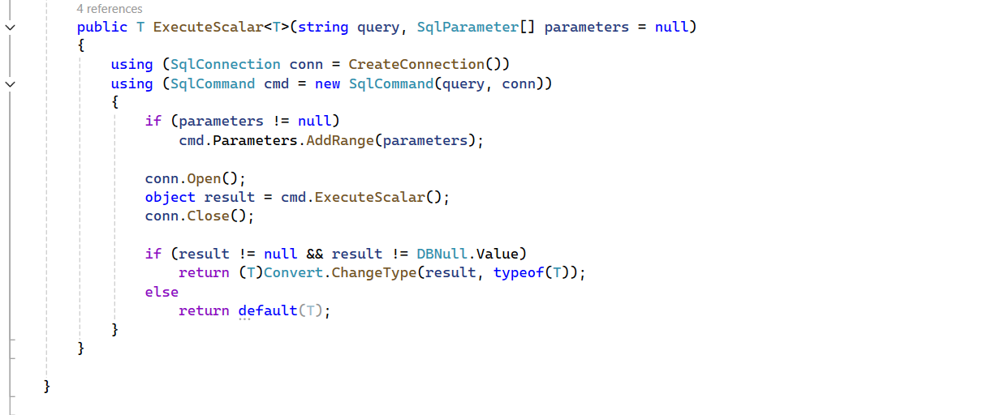 4 references
public T ExecuteScalar<T>(string query, SqlParameter[] parameters = null)
{
using (SqlConnection conn = CreateConnection())
using (SqlCommand cmd = new SqlCommand(query, conn))
{
if (parameters != null)
cmd.Parameters.AddRange(parameters);
conn.Open();
object result = cmd.ExecuteScalar();
conn.Close();
if (result != null && result != DBNull.Value)
return (T)Convert.ChangeType(result, typeof(T));
else
return default(T);
}
}
}